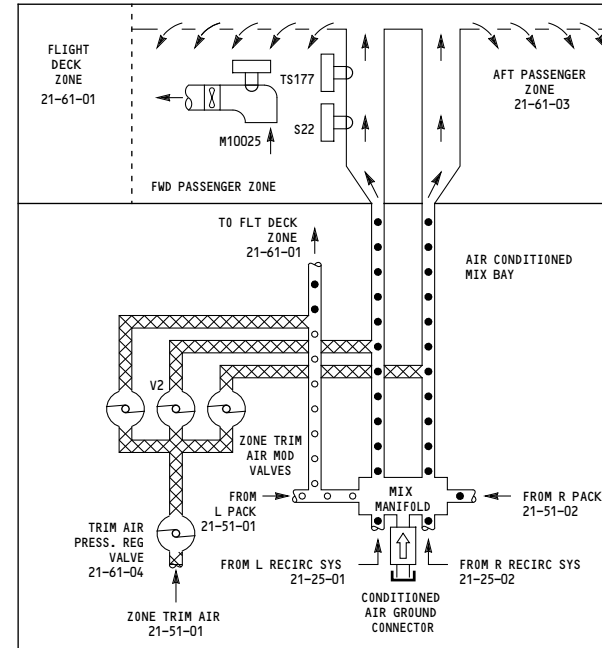 FLIGHT
DECK
ZONE
21-61-01
TS177
S22
M10025
AFT PASSENGER
ZONE
21-61-03
FWD PASSENGER ZONE
TO FLT DECK
ZONE
21-61-01
AIR CONDITIONED
MIX BAY
V2
ZONE TRIM
AIR MOD
VALVES
FROM
L PACK
21-51-01
MIX
MANIFOLD
FROM R PACK
21-51-02
TRIM AIR
PRESS. REG
VALVE
21-61-04
FROM L RECIRC SYS
21-25-01
FROM R RECIRC SYS
21-25-02
CONDITIONED
AIR GROUND
CONNECTOR
ZONE TRIM AIR
21-51-01